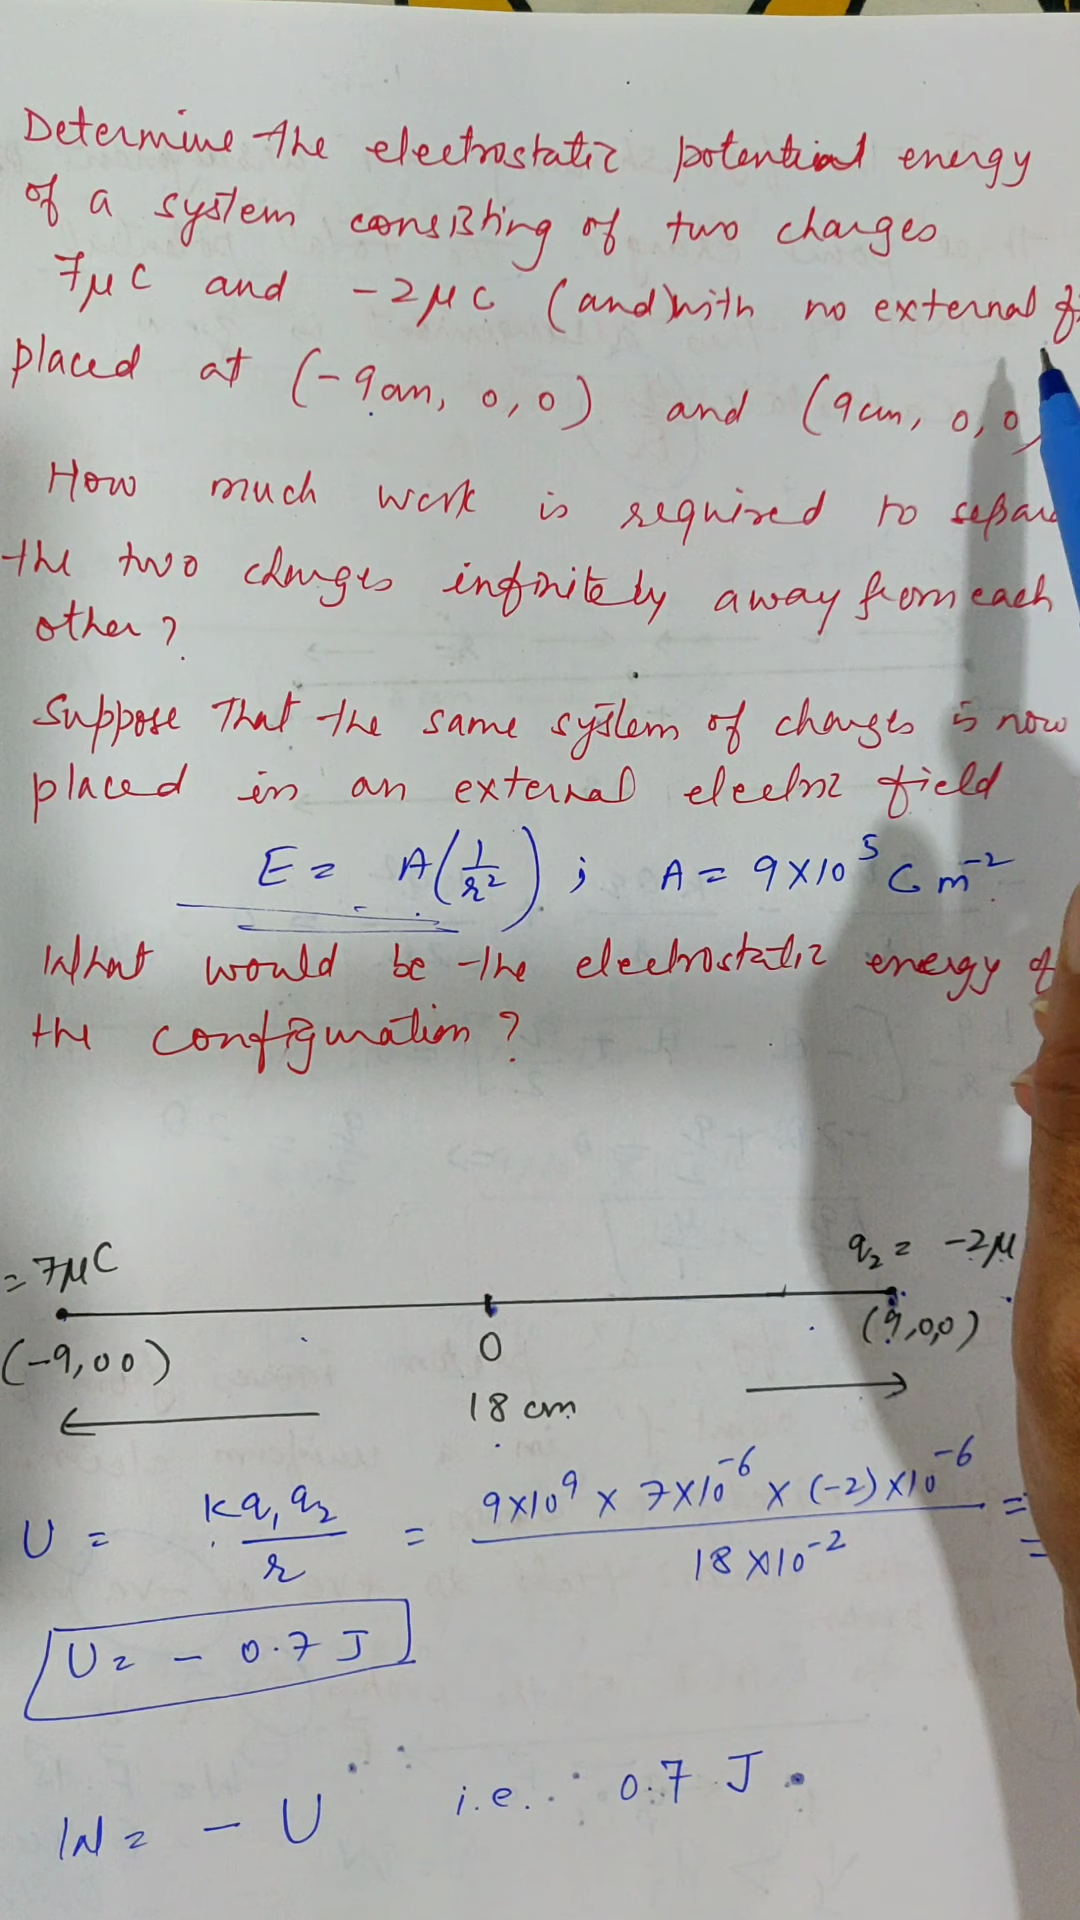 Determine the electrostatic potential energy
of a system consisting of two charges
7μC and -2μC (and) with no external
placed at (-9cm, 0,0) and (9cm, 0,0
How much work is required to separa
the two charges infinitely away from each
other?
Suppose that the same system of charges is now
placed in an external electric field
E = A(1/r²) ; A = 9×10⁵ C m⁻²
What would be the electrostatic energy of
the configuration?
= 7μC
q₂ = -2μ
(-9,00)
0
(9,0,0)
18 cm
U = kq₁q₂/r = 9×10⁹ × 7×10⁻⁶ × (-2)×10⁻⁶ / 18×10⁻² =
U = - 0.7 J
W = - U i.e. 0.7 J.